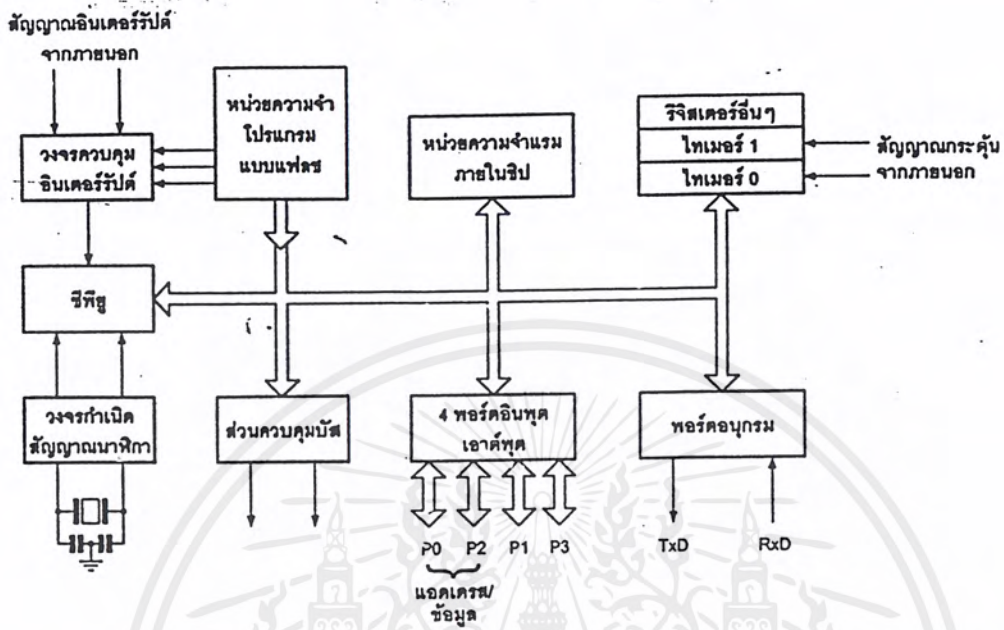 สัญญาณอินเตอร์รัปต์
จากภายนอก
หน่วยความจำ
โปรแกรม
แบบแฟลช
วงจรควบคุม
อินเตอร์รัปต์
หน่วยความจำแรม
ภายในชิป
รีจิสเตอร์อื่นๆ
ไทเมอร์ 1
ไทเมอร์ 0
สัญญาณกระตุ้น
จากภายนอก
ซีพียู
วงจรกำเนิด
สัญญาณนาฬิกา
ส่วนควบคุมบัส
4 พอร์ตอินพุต
เอาต์พุต
พอร์ตอนุกรม
P0 P2 P1 P3
TxD RxD
แอดเดรส/
ข้อมูล